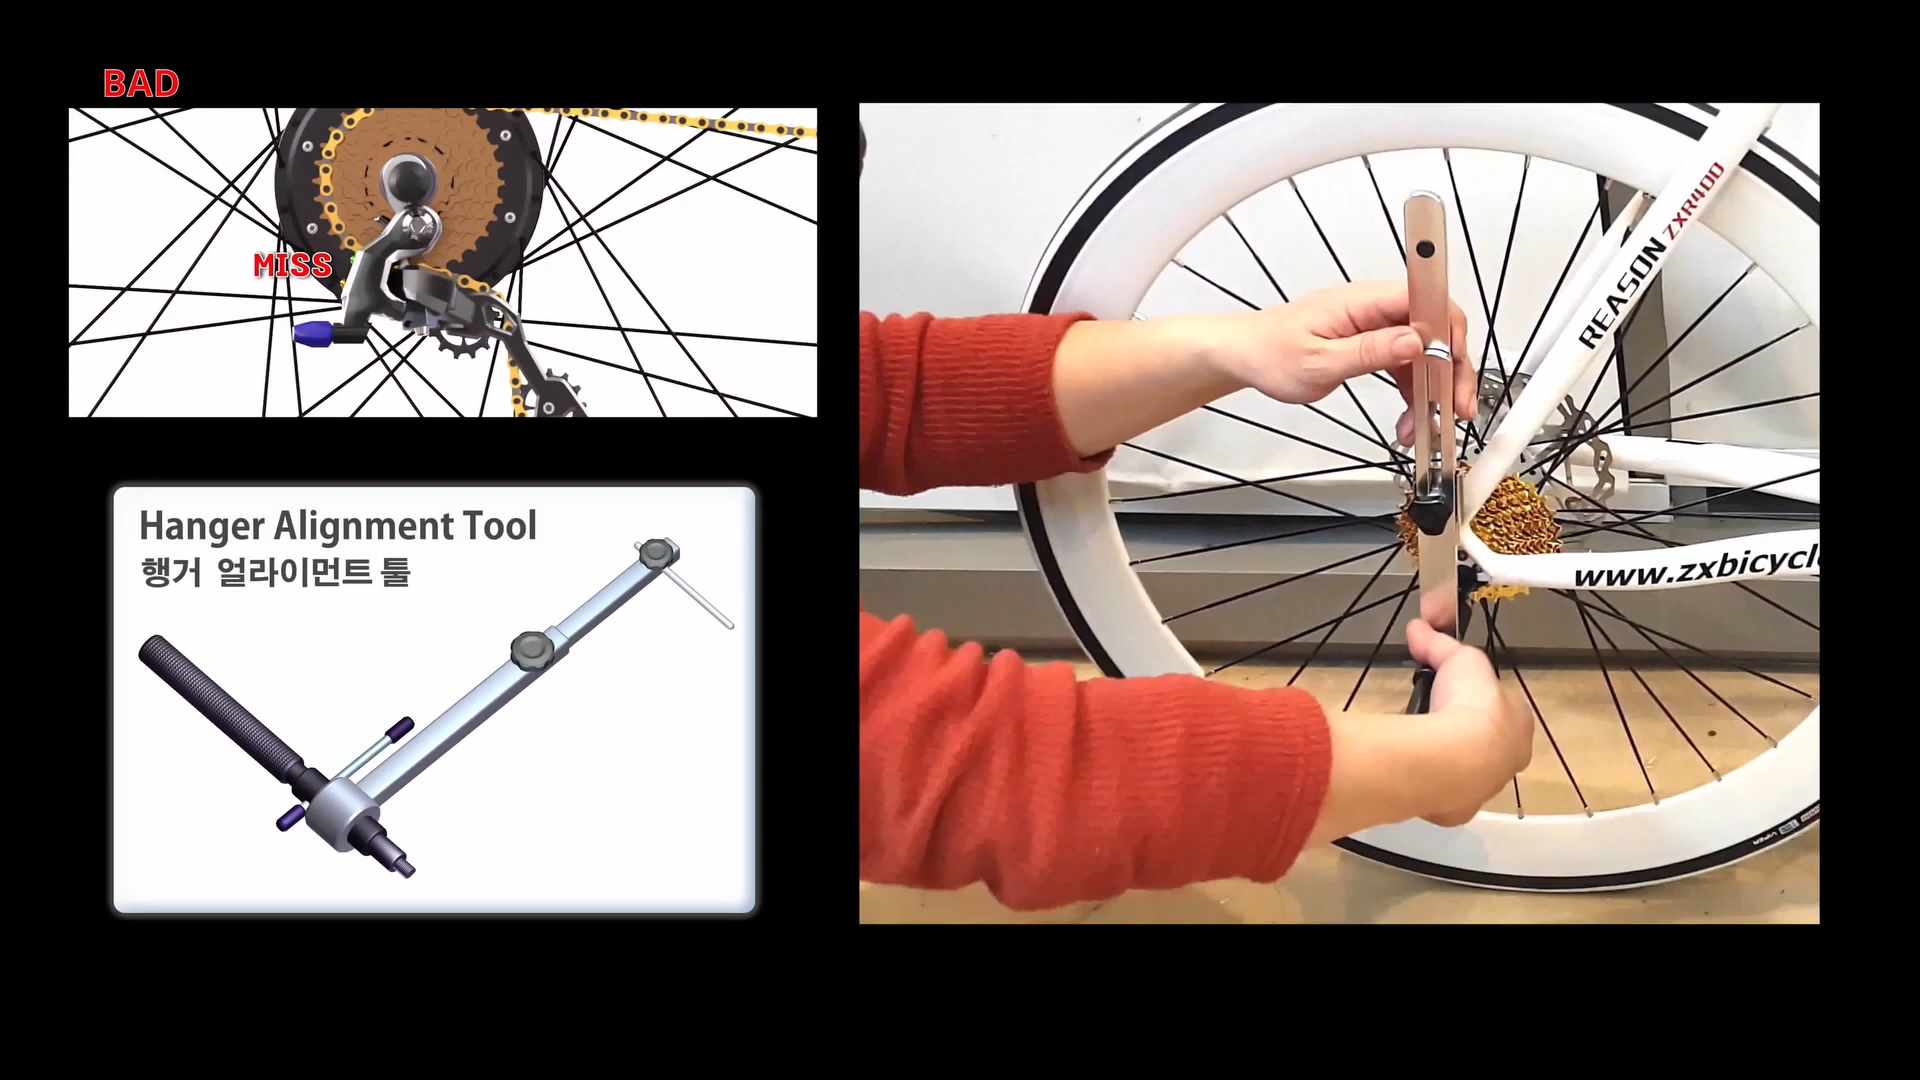 BAD
MISS
Hanger Alignment Tool
행거 얼라이먼트 툴
REASON ZXR400
www.zxbicycl